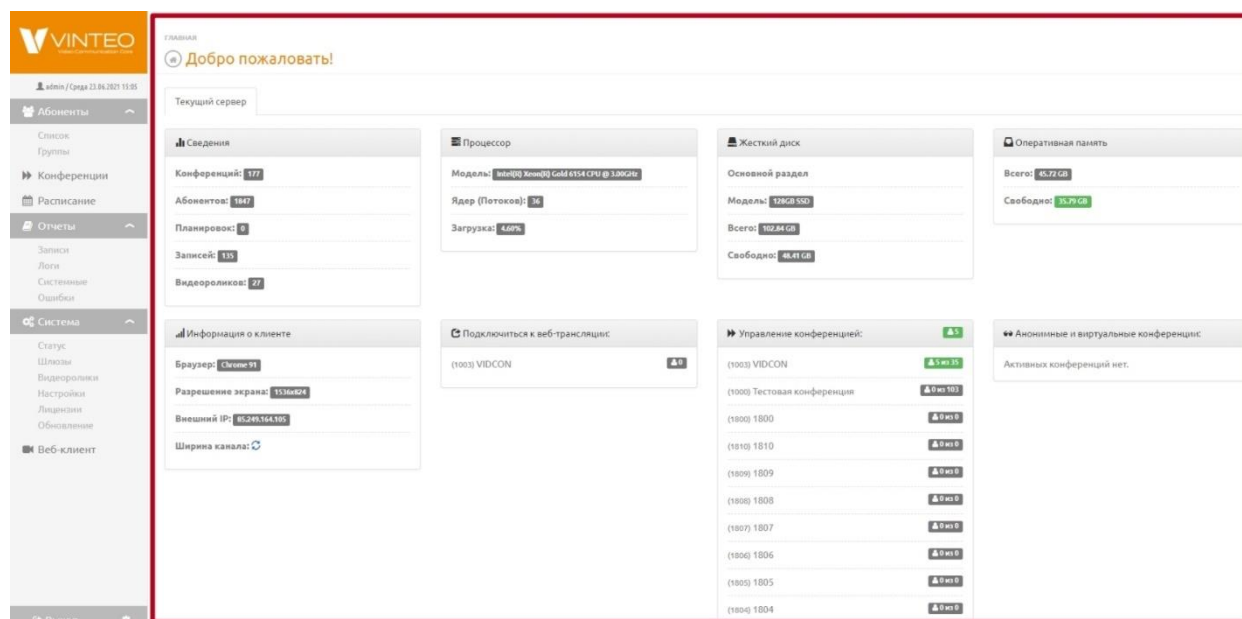 VINTEO
admin / Среда 23.06.2021 15:05
Абоненты
Список
Группы
Конференции
Расписание
Отчеты
Записи
Логи
Системные
Ошибки
Система
Статус
Шлюзы
Видеоролики
Настройки
Лицензии
Обновление
Веб-клиент
ГЛАВНАЯ
Добро пожаловать!
Текущий сервер
Сведения
Конференций: 177
Абонентов: 1847
Планировок: 0
Записей: 135
Видеороликов: 27
Процессор
Модель: Intel(R) Xeon(R) Gold 6154 CPU @ 3.00GHz
Ядер (Потоков): 36
Загрузка: 4.60%
Жесткий диск
Основной раздел
Модель: 128GB SSD
Всего: 102.84 GB
Свободно: 48.41 GB
Оперативная память
Всего: 45.72 GB
Свободно: 35.79 GB
Информация о клиенте
Браузер: Chrome 91
Разрешение экрана: 1536x824
Внешний IP: 85.249.164.105
Ширина канала:
Подключиться к веб-трансляции:
(1003) VIDCON 0
Управление конференцией: 5
(1003) VIDCON 5 из 35
(1000) Тестовая конференция 0 из 103
(1800) 1800 0 из 0
(1810) 1810 0 из 0
(1809) 1809 0 из 0
(1808) 1808 0 из 0
(1807) 1807 0 из 0
(1806) 1806 0 из 0
(1805) 1805 0 из 0
(1804) 1804 0 из 0
Анонимные и виртуальные конференции:
Активных конференций нет.